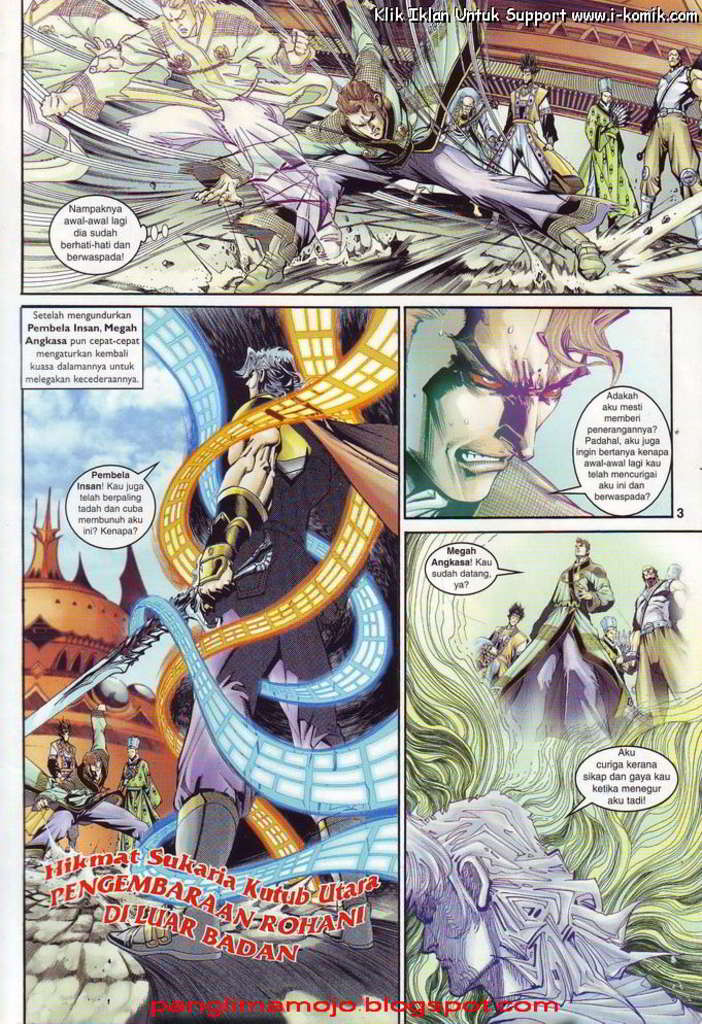 Klik Iklan Untuk Support www.i-komik.com
Nampaknya
awal-awal lagi
dia sudah
berhati-hati dan
berwaspada!
Setelah mengundurkan
Pembela Insan, Megah
Angkasa pun cepat-cepat
mengaturkan kembali
kuasa dalamannya untuk
melegakan kecederaannya.
Pembela
Insan! Kau juga
telah berpaling
tadah dan cuba
membunuh aku
ini? Kenapa?
Hikmat Sukaria Kutub Utara
PENGEMBARAAN ROHANI
DI LUAR BADAN
Adakah
aku mesti
memberi
penerangannya?
Padahal, aku juga
ingin bertanya kenapa
awal-awal lagi kau
telah mencurigai
aku ini dan
berwaspada?
3
Megah
Angkasa! Kau
sudah datang,
ya?
Aku
curiga kerana
sikap dan gaya kau
ketika menegur
aku tadi!
panglimamojo.blogspot.com